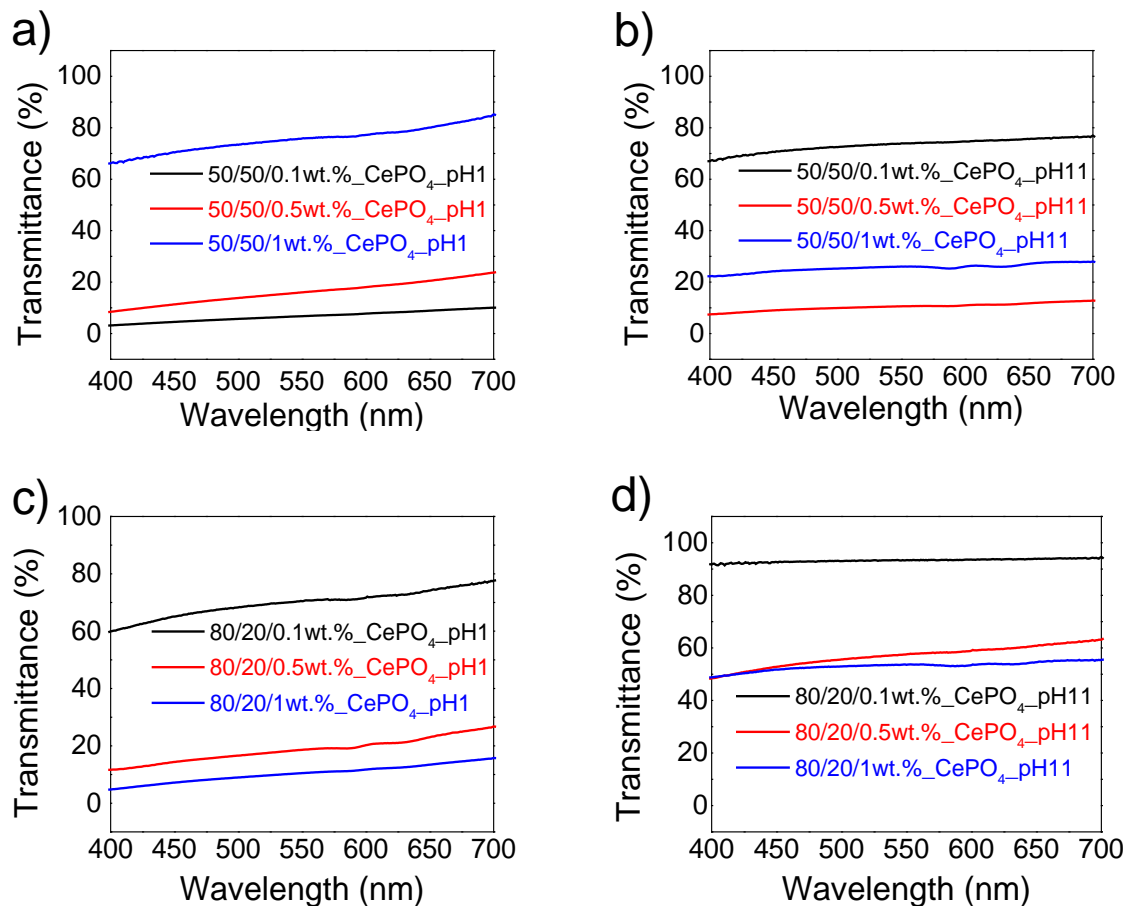 a)
Transmittance (%)
100
80
60
40
20
0
50/50/0.1wt.%_CePO₄_pH1
50/50/0.5wt.%_CePO₄_pH1
50/50/1wt.%_CePO₄_pH1
400 450 500 550 600 650 700
Wavelength (nm)
b)
Transmittance (%)
100
80
60
40
20
0
50/50/0.1wt.%_CePO₄_pH11
50/50/0.5wt.%_CePO₄_pH11
50/50/1wt.%_CePO₄_pH11
400 450 500 550 600 650 700
Wavelength (nm)
c)
Transmittance (%)
100
80
60
40
20
0
80/20/0.1wt.%_CePO₄_pH1
80/20/0.5wt.%_CePO₄_pH1
80/20/1wt.%_CePO₄_pH1
400 450 500 550 600 650 700
Wavelength (nm)
d)
Transmittance (%)
100
80
60
40
20
0
80/20/0.1wt.%_CePO₄_pH11
80/20/0.5wt.%_CePO₄_pH11
80/20/1wt.%_CePO₄_pH11
400 450 500 550 600 650 700
Wavelength (nm)